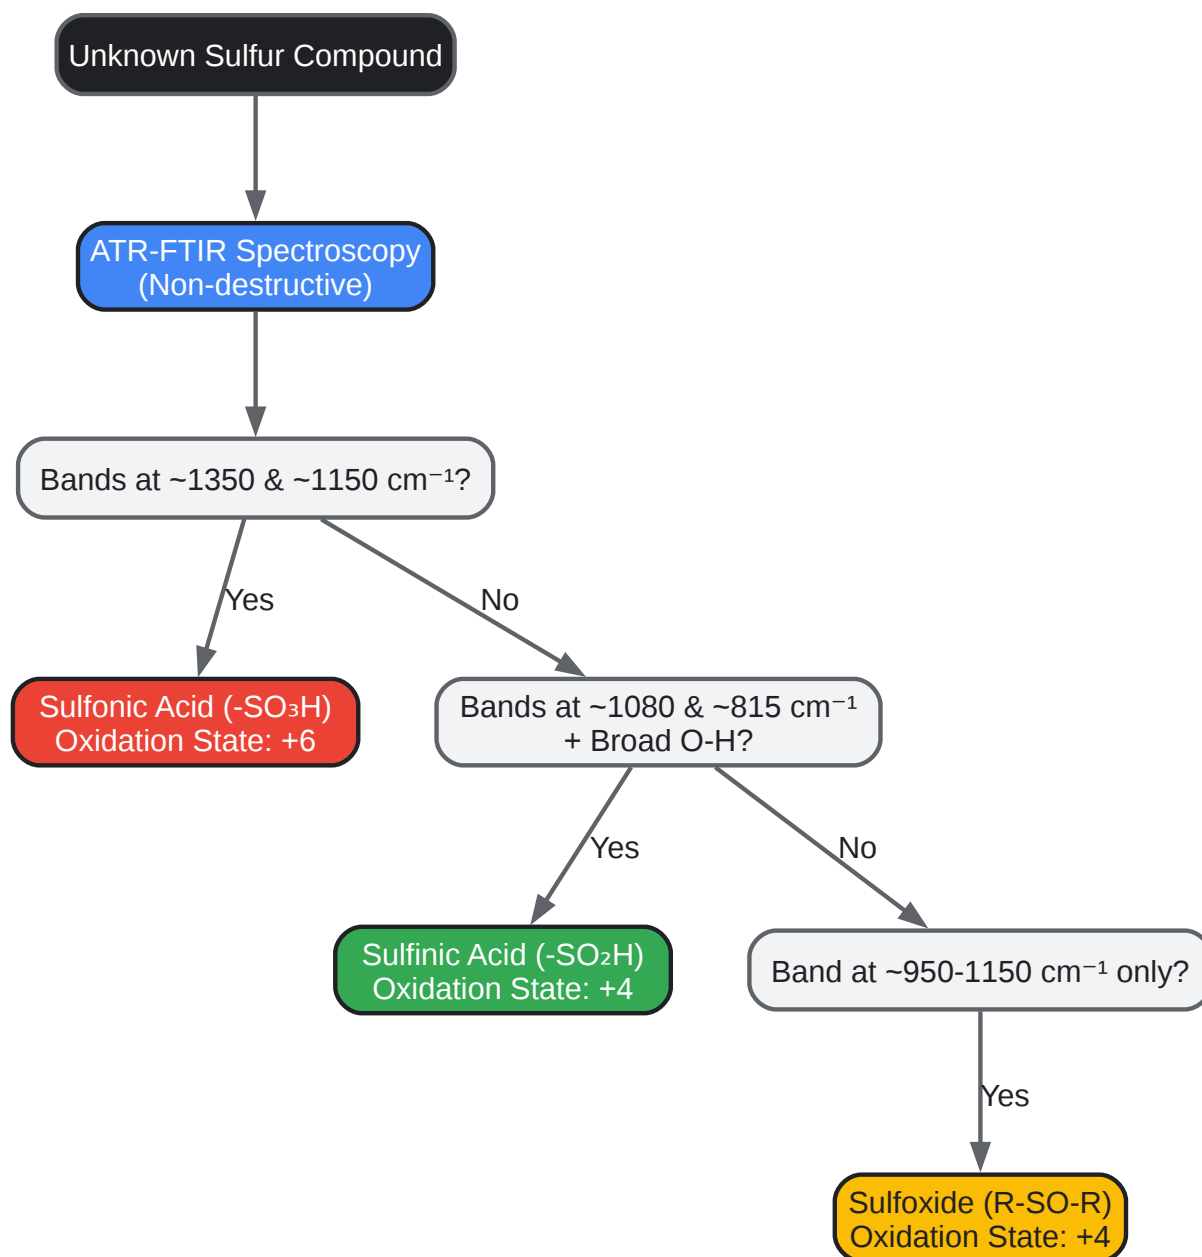 Unknown Sulfur Compound
ATR-FTIR Spectroscopy
(Non-destructive)
Bands at ~1350 & ~1150 cm⁻¹?
Yes
No
Sulfonic Acid (-SO₃H)
Oxidation State: +6
Bands at ~1080 & ~815 cm⁻¹
+ Broad O-H?
Yes
No
Sulfinic Acid (-SO₂H)
Oxidation State: +4
Band at ~950-1150 cm⁻¹ only?
Yes
Sulfoxide (R-SO-R)
Oxidation State: +4